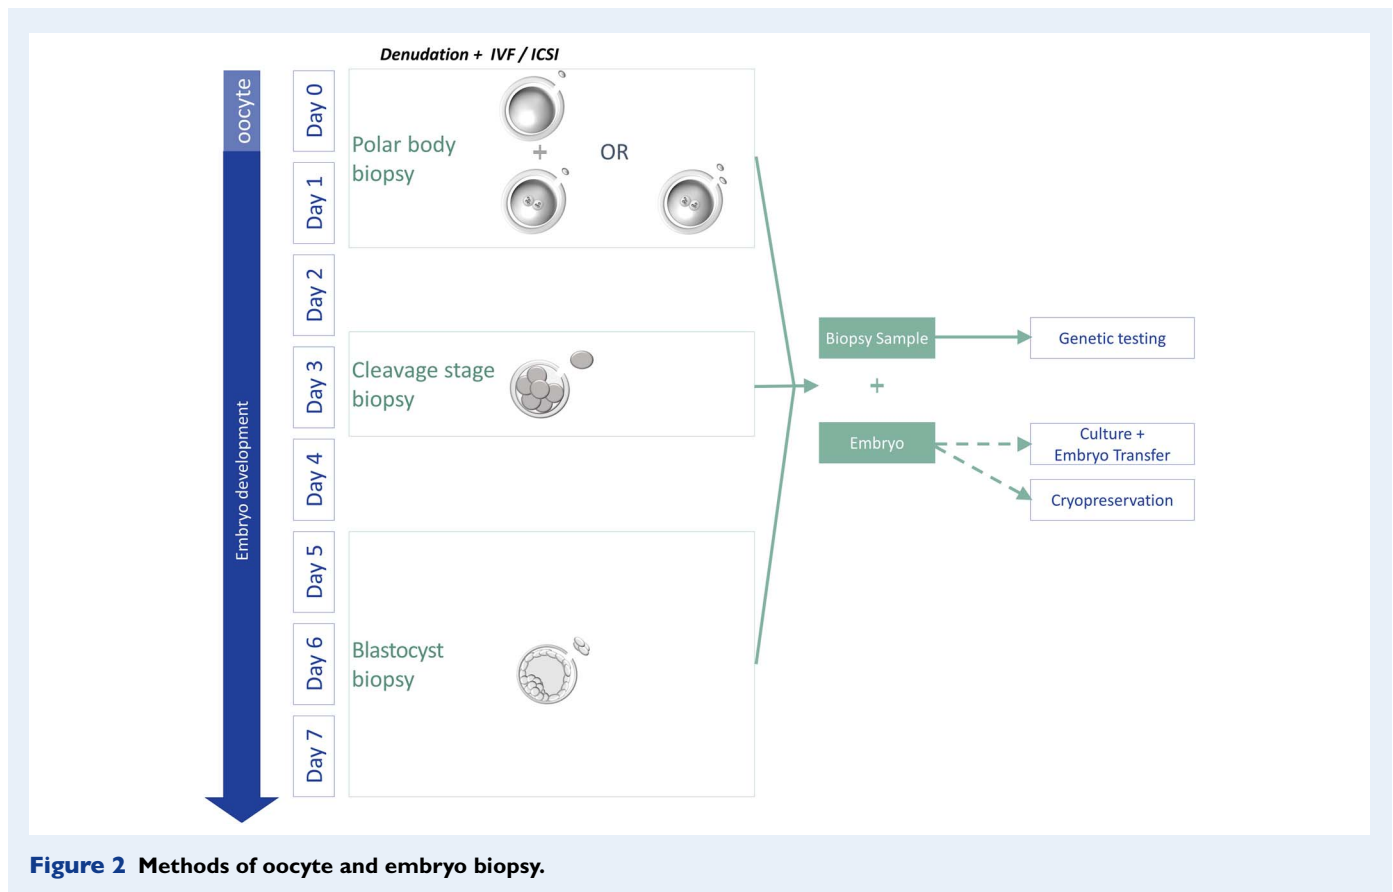 Denudation + IVF / ICSI
oocyte
Embryo development
Day 0
Day 1
Day 2
Day 3
Day 4
Day 5
Day 6
Day 7
Polar body
biopsy
+
OR
Cleavage stage
biopsy
Blastocyst
biopsy
Biopsy Sample
+
Embryo
Genetic testing
Culture +
Embryo Transfer
Cryopreservation
Figure 2 Methods of oocyte and embryo biopsy.